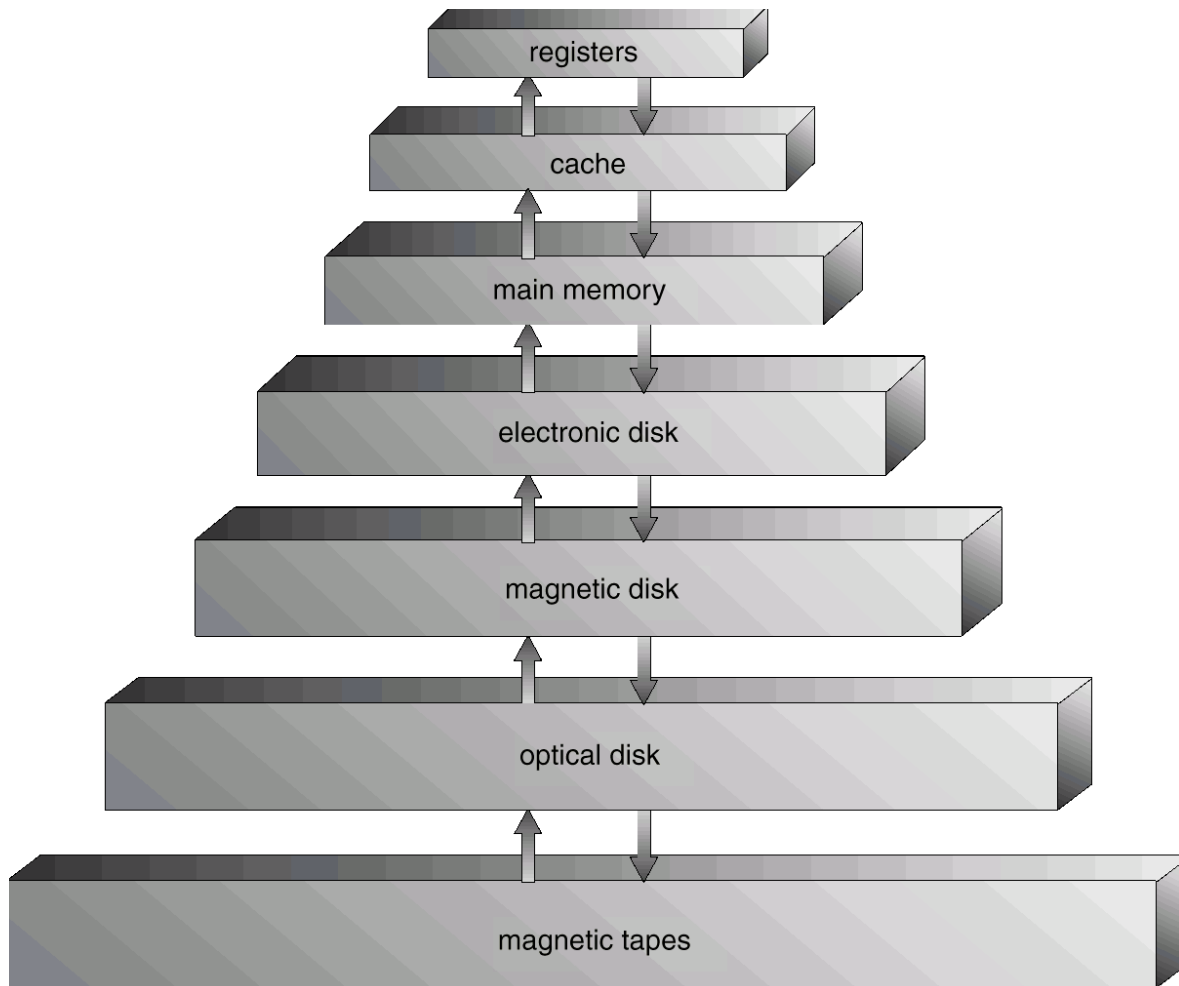 registers
cache
main memory
electronic disk
magnetic disk
optical disk
magnetic tapes